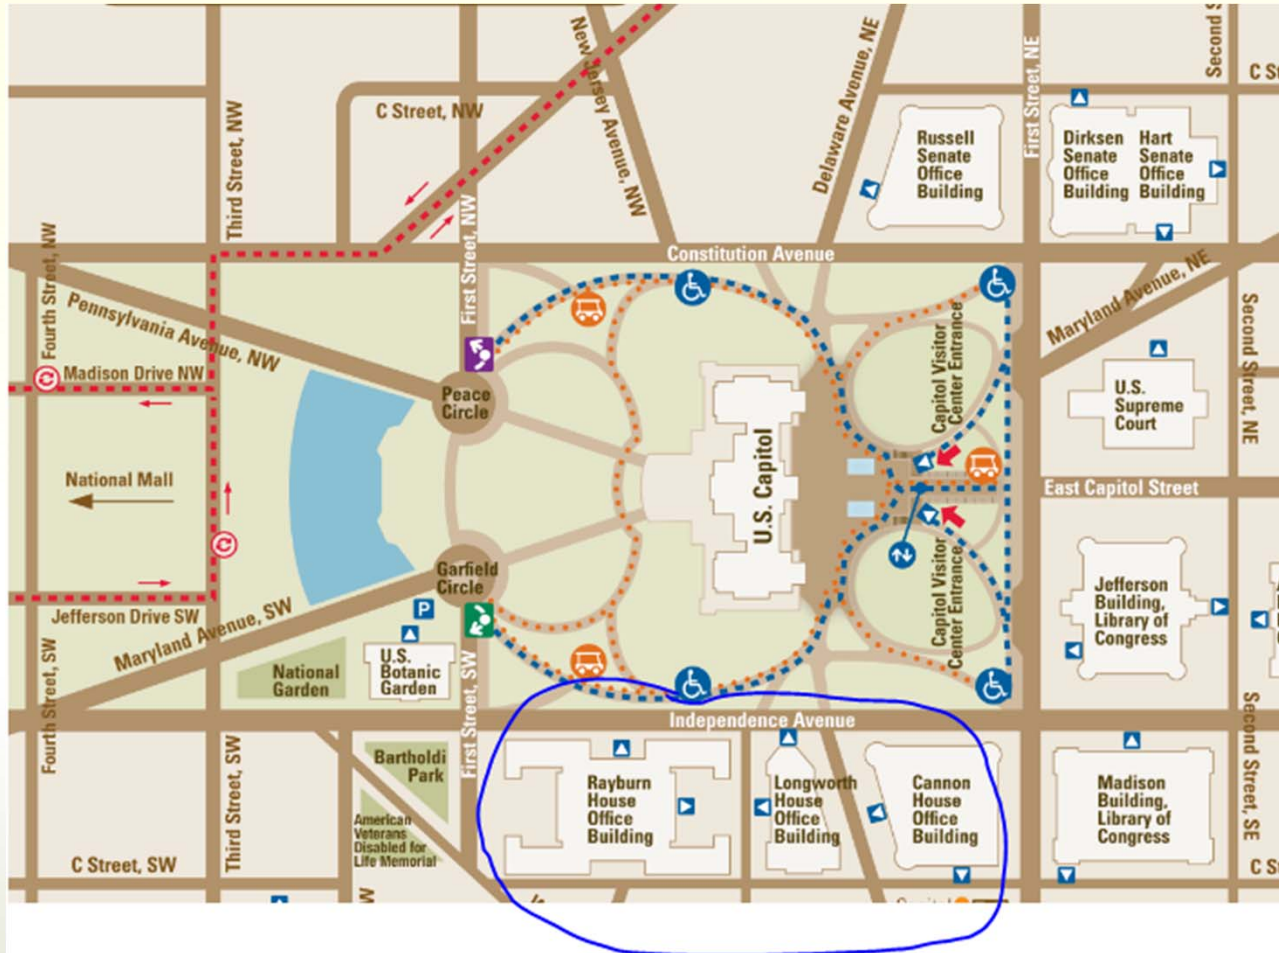 New Jersey Avenue, NW
Delaware Avenue, NE
First Street, NE
C Street, NW
Third Street, NW
Russell
Senate
Office
Building
Dirksen
Senate
Office
Building
Hart
Senate
Office
Building
First Street, NW
Fourth Street, NW
Constitution Avenue
Maryland Avenue, NE
Pennsylvania Avenue, NW
Madison Drive NW
Peace
Circle
Capitol Visitor
Center Entrance
U.S.
Supreme
Court
Second Street, NE
National Mall
U.S. Capitol
East Capitol Street
Garfield
Circle
Capitol Visitor
Center Entrance
Jefferson
Building,
Library of
Congress
Jefferson Drive SW
P
Maryland Avenue, SW
National
Garden
U.S.
Botanic
Garden
First Street, SW
Independence Avenue
Fourth Street, SW
Third Street, SW
Bartholdi
Park
American
Veterans
Disabled for
Life Memorial
Rayburn
House
Office
Building
Longworth
House
Office
Building
Cannon
House
Office
Building
Madison
Building,
Library of
Congress
Second Street, SE
C Street, SW